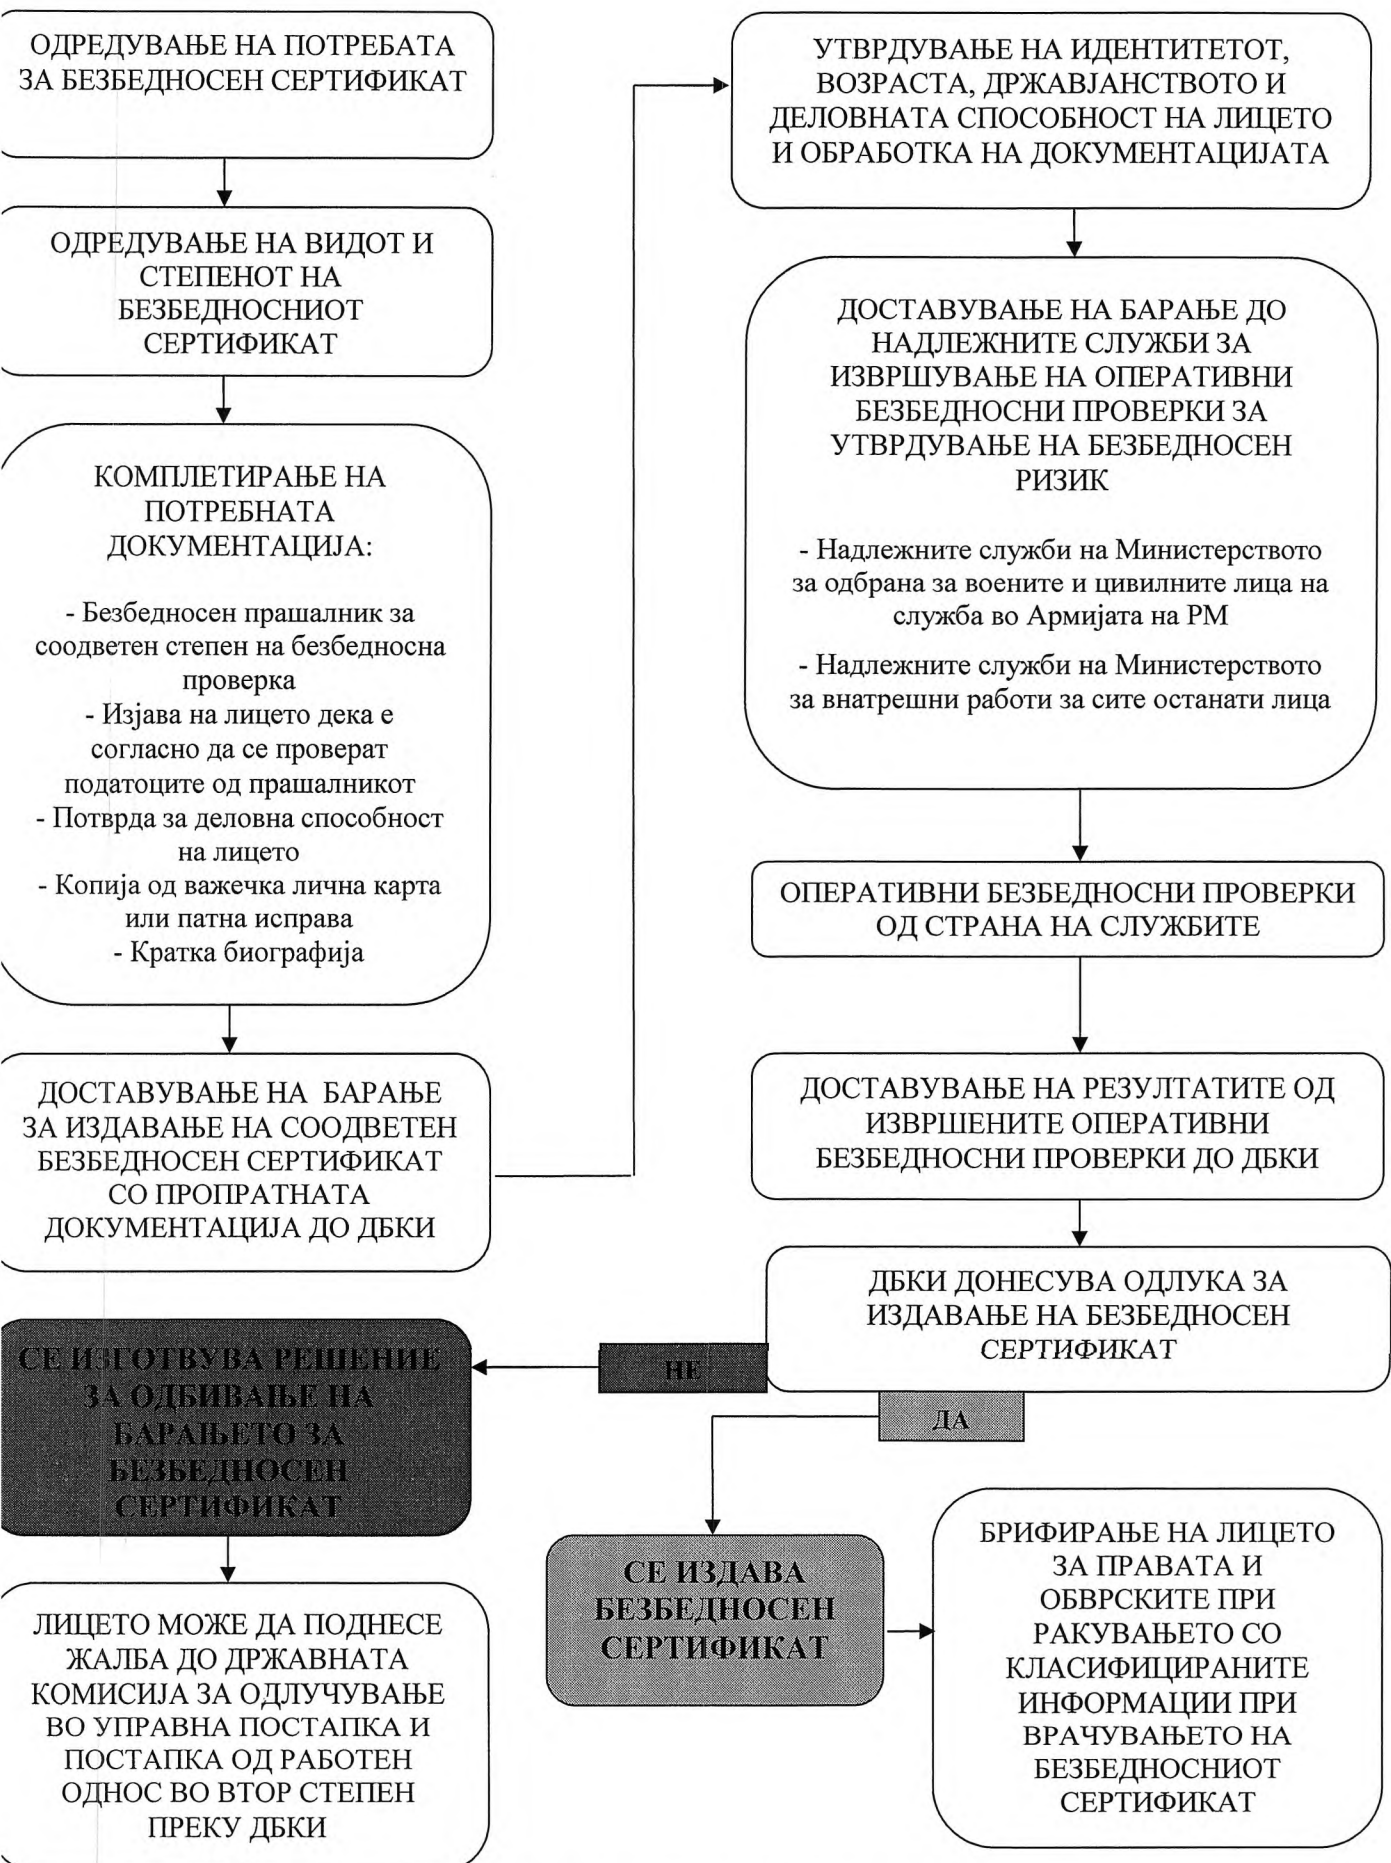 ОДРЕДУВАЊЕ НА ПОТРЕБАТА
ЗА БЕЗБЕДНОСЕН СЕРТИФИКАТ
ОДРЕДУВАЊЕ НА ВИДОТ И
СТЕПЕНОТ НА
БЕЗБЕДНОСНИОТ
СЕРТИФИКАТ
КОМПЛЕТИРАЊЕ НА
ПОТРЕБНАТА
ДОКУМЕНТАЦИЈА:
- Безбедносен прашалник за
соодветен степен на безбедносна
проверка
- Изјава на лицето дека е
согласно да се проверат
податоците од прашалникот
- Потврда за деловна способност
на лицето
- Копија од важечка лична карта
или патна исправа
- Кратка биографија
ДОСТАВУВАЊЕ НА БАРАЊЕ
ЗА ИЗДАВАЊЕ НА СООДВЕТЕН
БЕЗБЕДНОСЕН СЕРТИФИКАТ
СО ПРОПРАТНАТА
ДОКУМЕНТАЦИЈА ДО ДБКИ
УТВРДУВАЊЕ НА ИДЕНТИТЕТОТ,
ВОЗРАСТА, ДРЖАВЈАНСТВОТО И
ДЕЛОВНАТА СПОСОБНОСТ НА ЛИЦЕТО
И ОБРАБОТКА НА ДОКУМЕНТАЦИЈАТА
ДОСТАВУВАЊЕ НА БАРАЊЕ ДО
НАДЛЕЖНИТЕ СЛУЖБИ ЗА
ИЗВРШУВАЊЕ НА ОПЕРАТИВНИ
БЕЗБЕДНОСНИ ПРОВЕРКИ ЗА
УТВРДУВАЊЕ НА БЕЗБЕДНОСЕН
РИЗИК
- Надлежните служби на Министерството
за одбрана за воените и цивилните лица на
служба во Армијата на РМ
- Надлежните служби на Министерството
за внатрешни работи за сите останати лица
ОПЕРАТИВНИ БЕЗБЕДНОСНИ ПРОВЕРКИ
ОД СТРАНА НА СЛУЖБИТЕ
ДОСТАВУВАЊЕ НА РЕЗУЛТАТИТЕ ОД
ИЗВРШЕНИТЕ ОПЕРАТИВНИ
БЕЗБЕДНОСНИ ПРОВЕРКИ ДО ДБКИ
ДБКИ ДОНЕСУВА ОДЛУКА ЗА
ИЗДАВАЊЕ НА БЕЗБЕДНОСЕН
СЕРТИФИКАТ
НЕ
СЕ ИЗГОТВУВА РЕШЕНИЕ
ЗА ОДБИВАЊЕ НА
БАРАЊЕТО ЗА
БЕЗБЕДНОСЕН
СЕРТИФИКАТ
ЛИЦЕТО МОЖЕ ДА ПОДНЕСЕ
ЖАЛБА ДО ДРЖАВНАТА
КОМИСИЈА ЗА ОДЛУЧУВАЊЕ
ВО УПРАВНА ПОСТАПКА И
ПОСТАПКА ОД РАБОТЕН
ОДНОС ВО ВТОР СТЕПЕН
ПРЕКУ ДБКИ
ДА
СЕ ИЗДАВА
БЕЗБЕДНОСЕН
СЕРТИФИКАТ
БРИФИРАЊЕ НА ЛИЦЕТО
ЗА ПРАВАТА И
ОБВРСКИТЕ ПРИ
РАКУВАЊЕТО СО
КЛАСИФИЦИРАНИТЕ
ИНФОРМАЦИИ ПРИ
ВРАЧУВАЊЕТО НА
БЕЗБЕДНОСНИОТ
СЕРТИФИКАТ